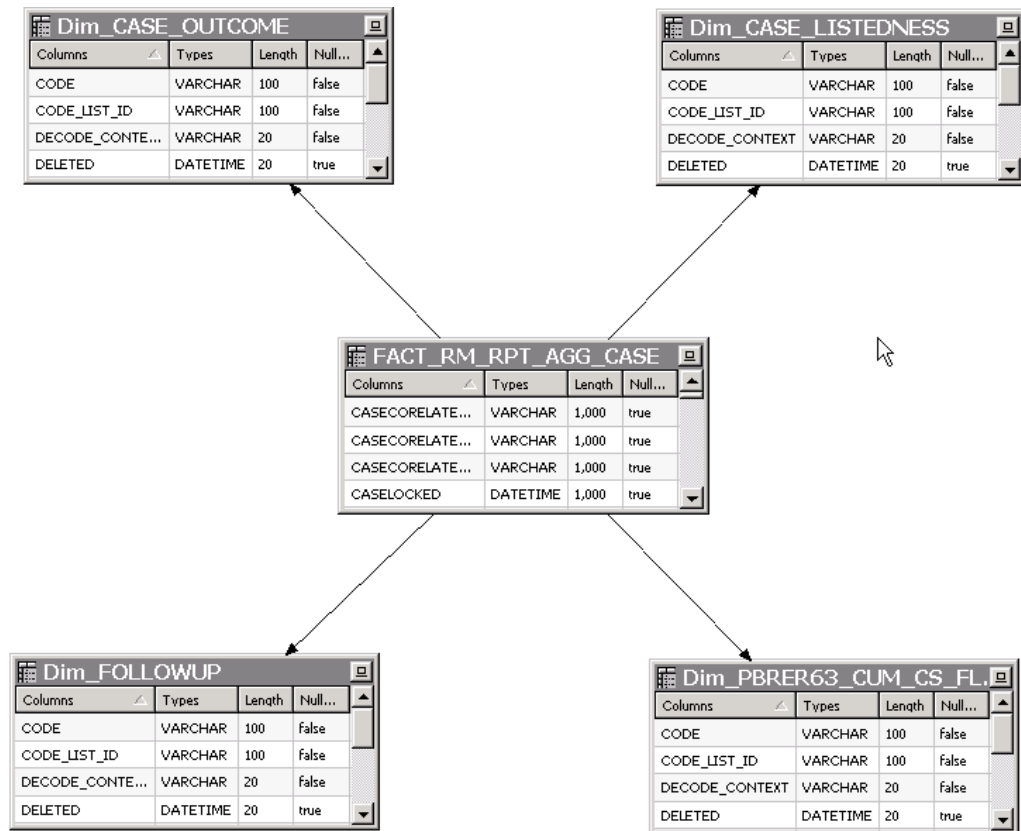 Dim_CASE_OUTCOME
Columns Types Length Null...
CODE VARCHAR 100 false
CODE_LIST_ID VARCHAR 100 false
DECODE_CONTE... VARCHAR 20 false
DELETED DATETIME 20 true
Dim_CASE_LISTEDNESS
Columns Types Length Null...
CODE VARCHAR 100 false
CODE_LIST_ID VARCHAR 100 false
DECODE_CONTEXT VARCHAR 20 false
DELETED DATETIME 20 true
FACT_RM_RPT_AGG_CASE
Columns Types Length Null...
CASECORELATE... VARCHAR 1,000 true
CASECORELATE... VARCHAR 1,000 true
CASECORELATE... VARCHAR 1,000 true
CASELOCKED DATETIME 1,000 true
Dim_FOLLOWUP
Columns Types Length Null...
CODE VARCHAR 100 false
CODE_LIST_ID VARCHAR 100 false
DECODE_CONTE... VARCHAR 20 false
DELETED DATETIME 20 true
Dim_PBRER63_CUM_CS_FL.
Columns Types Length Null...
CODE VARCHAR 100 false
CODE_LIST_ID VARCHAR 100 false
DECODE_CONTEXT VARCHAR 20 false
DELETED DATETIME 20 true